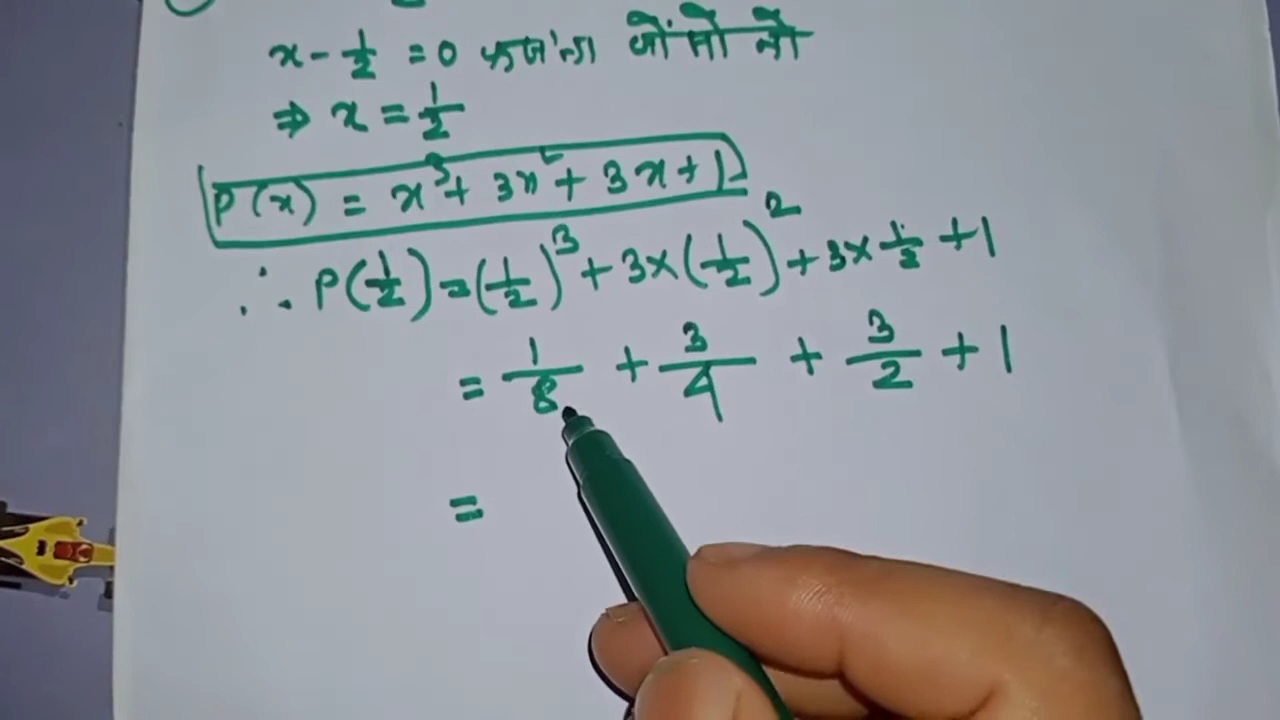 x - 1/2 = 0
⇒ x = 1/2
P(x) = x³ + 3x² + 3x + 1
∴ P(1/2) = (1/2)³ + 3×(1/2)² + 3×1/2 + 1
= 1/8 + 3/4 + 3/2 + 1
=